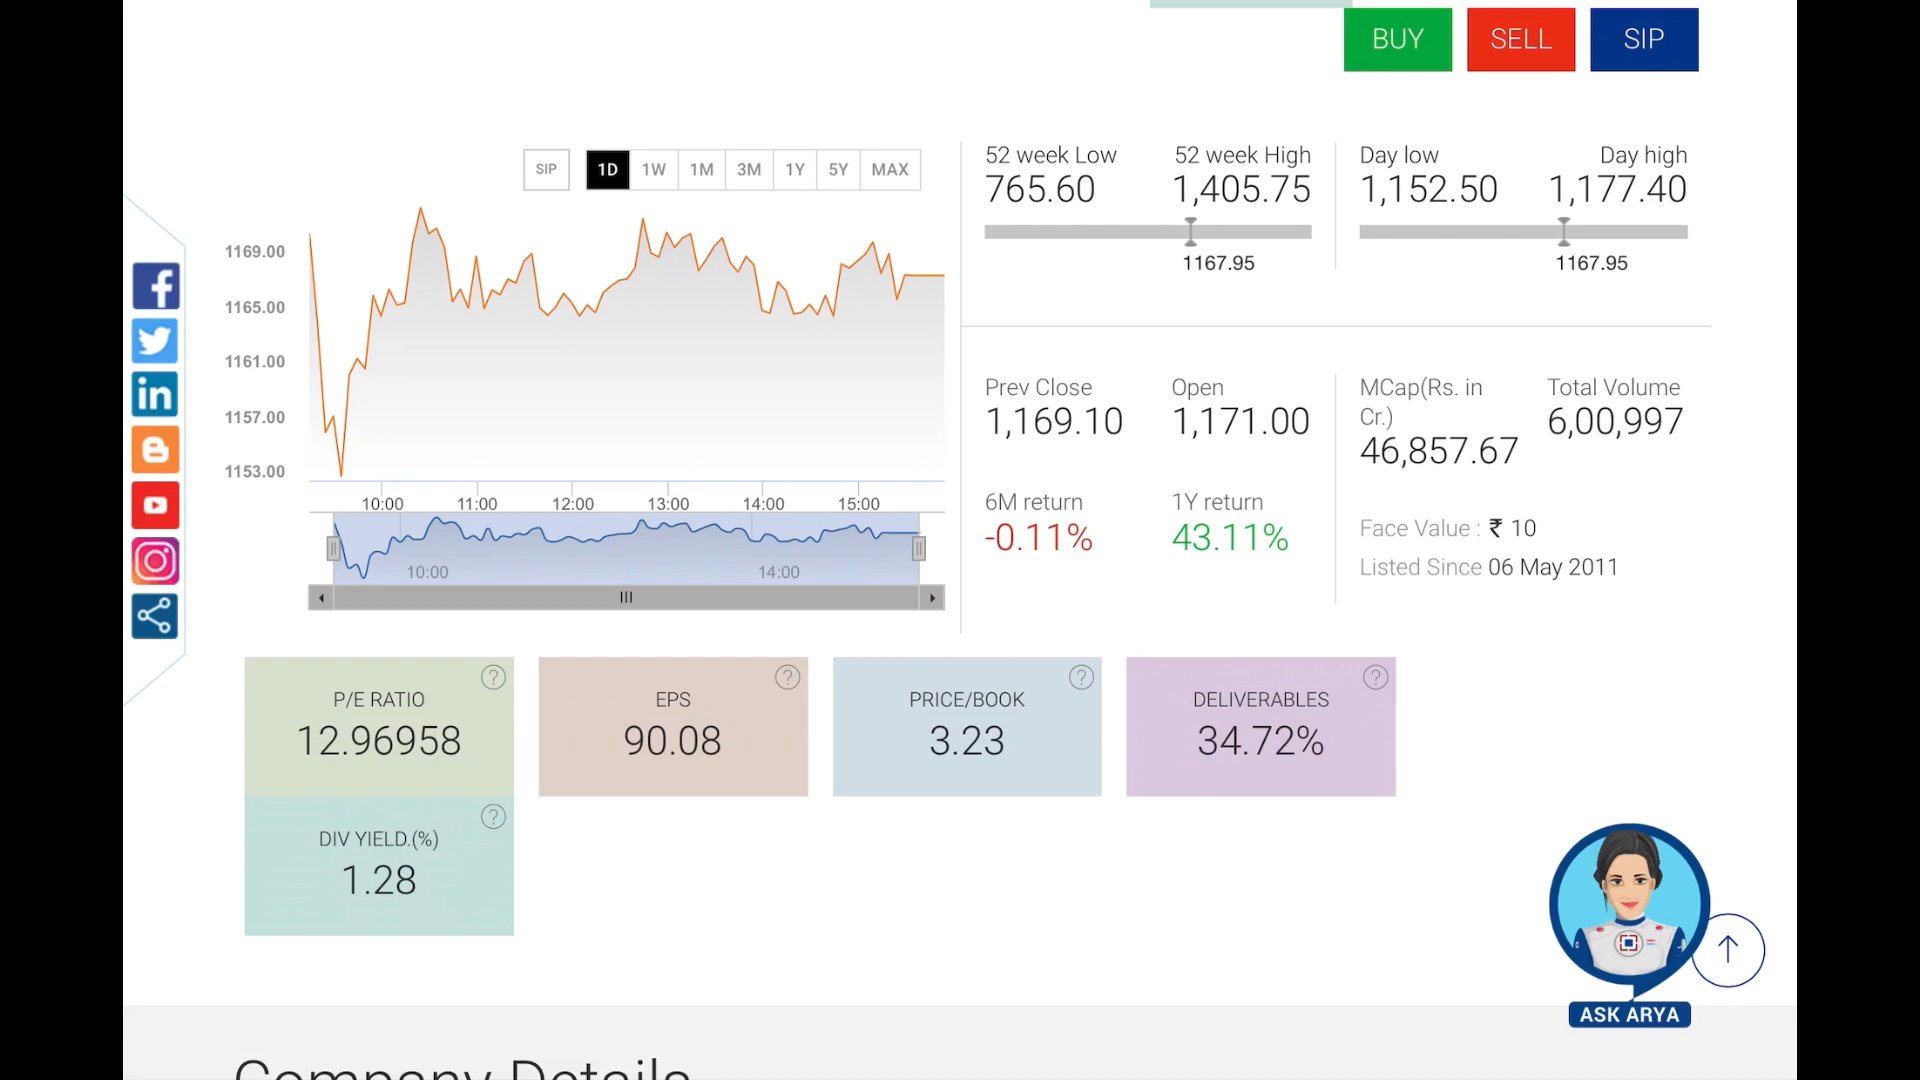 BUY SELL SIP
SIP 1D 1W 1M 3M 1Y 5Y MAX
1169.00
1165.00
1161.00
1157.00
1153.00
10:00 11:00 12:00 13:00 14:00 15:00
10:00 14:00
52 week Low 52 week High
765.60 1,405.75
1167.95
Day low Day high
1,152.50 1,177.40
1167.95
Prev Close Open
1,169.10 1,171.00
6M return 1Y return
-0.11% 43.11%
MCap(Rs. in Cr.)
46,857.67
Total Volume
6,00,997
Face Value : ₹ 10
Listed Since 06 May 2011
P/E RATIO
12.96958
EPS
90.08
PRICE/BOOK
3.23
DELIVERABLES
34.72%
DIV YIELD.(%)
1.28
ASK ARYA
Company Details